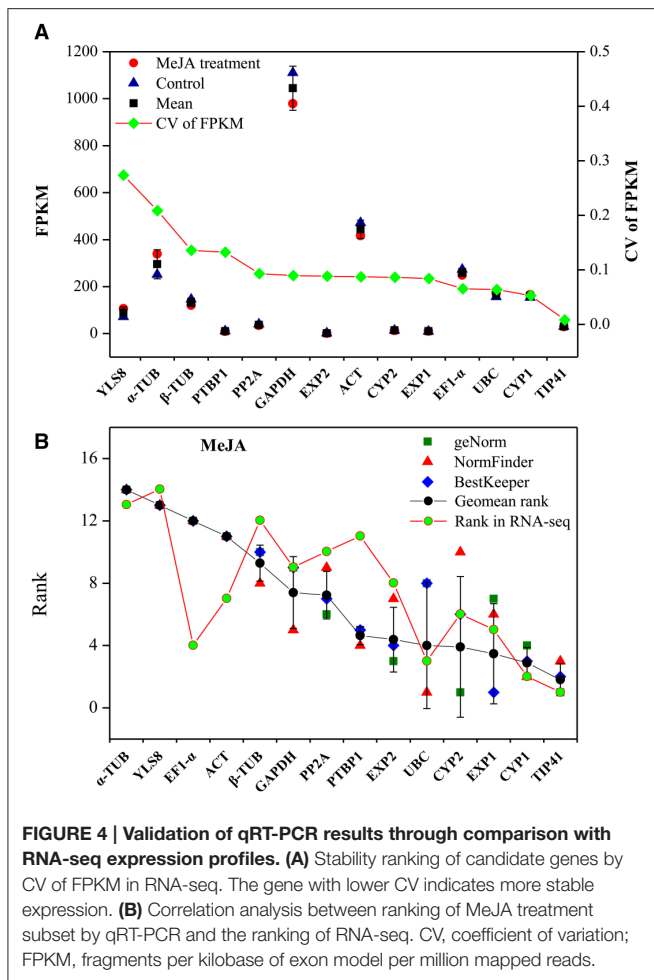 A
1200
1000
800
600
400
200
0
FPKM
MeJA treatment
Control
Mean
CV of FPKM
0.5
0.4
0.3
0.2
0.1
0.0
CV of FPKM
YLS8
α-TUB
β-TUB
PTBP1
PP2A
GAPDH
EXP2
ACT
CYP2
EXP1
EF1-α
UBC
CYP1
TIP41
B
MeJA
16
12
8
4
0
Rank
geNorm
NormFinder
BestKeeper
Geomean rank
Rank in RNA-seq
α-TUB
YLS8
EF1-α
ACT
β-TUB
GAPDH
PP2A
PTBP1
EXP2
UBC
CYP2
EXP1
CYP1
TIP41
FIGURE 4 | Validation of qRT-PCR results through comparison with
RNA-seq expression profiles. (A) Stability ranking of candidate genes by
CV of FPKM in RNA-seq. The gene with lower CV indicates more stable
expression. (B) Correlation analysis between ranking of MeJA treatment
subset by qRT-PCR and the ranking of RNA-seq. CV, coefficient of variation;
FPKM, fragments per kilobase of exon model per million mapped reads.